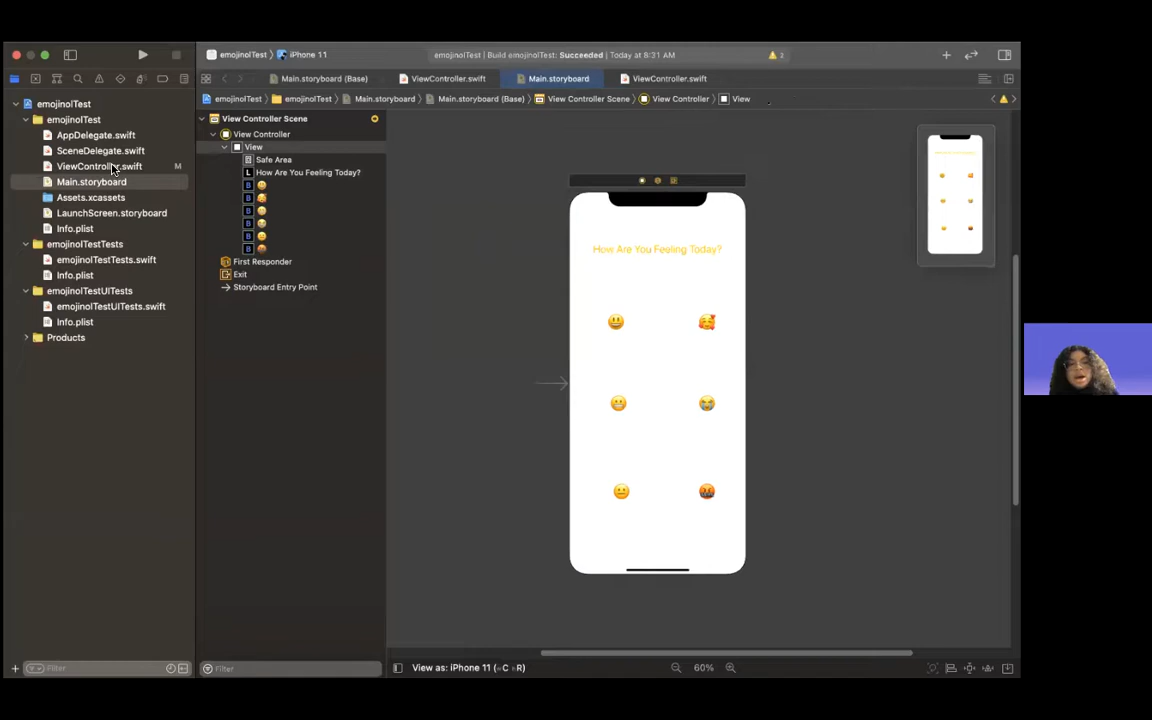 emojinolTest
iPhone 11
emojinolTest | Build emojinolTest: Succeeded | Today at 8:31 AM
2
Main.storyboard (Base)
ViewController.swift
Main.storyboard
ViewController.swift
emojinolTest
emojinolTest
Main.storyboard
Main.storyboard (Base)
View Controller Scene
View Controller
View
emojinolTest
emojinolTest
AppDelegate.swift
SceneDelegate.swift
ViewController.swift
M
Main.storyboard
Assets.xcassets
LaunchScreen.storyboard
Info.plist
emojinolTestTests
emojinolTestTests.swift
Info.plist
emojinolTestUITests
emojinolTestUITests.swift
Info.plist
Products
Filter
View Controller Scene
View Controller
View
Safe Area
L How Are You Feeling Today?
B 😃
B 🥰
B 😬
B 😭
B 😐
B 🤬
First Responder
Exit
Storyboard Entry Point
Filter
How Are You Feeling Today?
😃 🥰
😬 😭
😐 🤬
View as: iPhone 11
60%